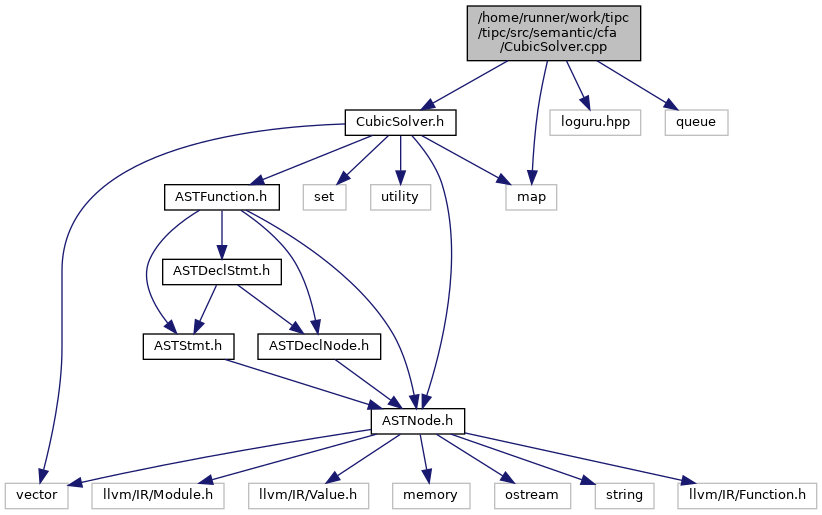 /home/runner/work/tipc
/tipc/src/semantic/cfa
/CubicSolver.cpp
CubicSolver.h
loguru.hpp
queue
ASTFunction.h
set
utility
map
ASTDeclStmt.h
ASTStmt.h
ASTDeclNode.h
ASTNode.h
vector
llvm/IR/Module.h
llvm/IR/Value.h
memory
ostream
string
llvm/IR/Function.h